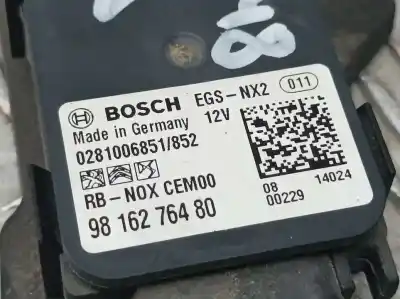 BOSCH EGS-NX2 011
Made in Germany 12V
0281006851/852
RB-NOX CEM00
98 162 764 80
08 14024
00229